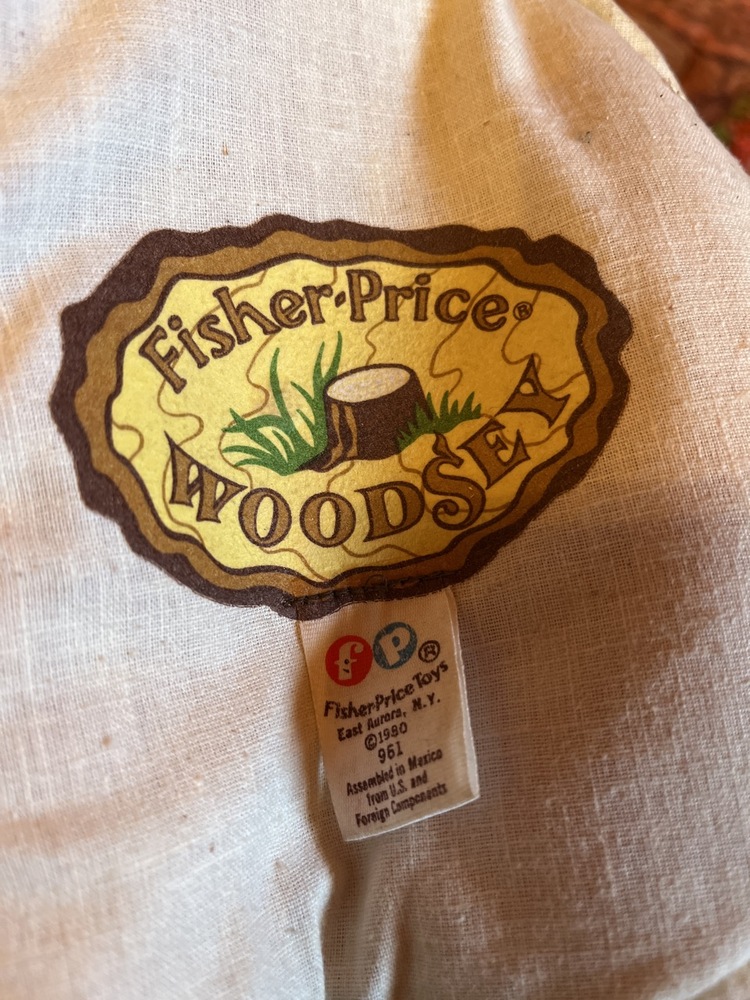 Fisher-Price®
WOODSEY
fp®
Fisher-Price Toys
East Aurora, N.Y.
©1980
961
Assembled in Mexico
from U.S. and
Foreign Components